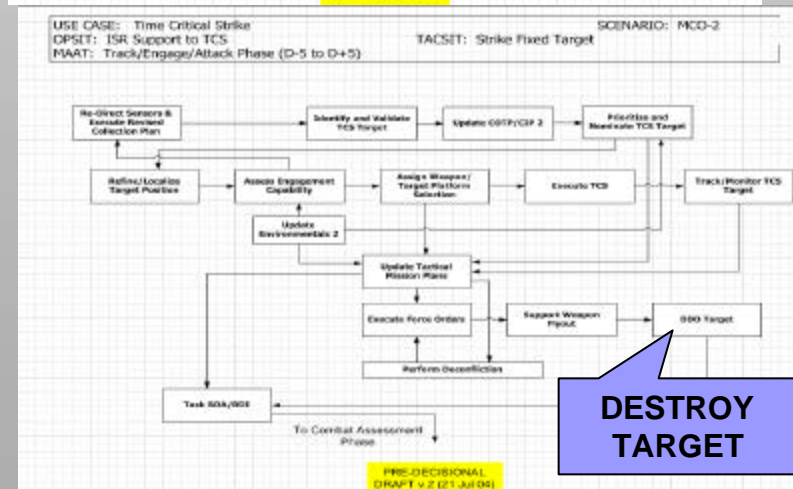 USE CASE: Time Critical Strike
SCENARIO: MCO-2
OPSIT: ISR Support to TCS
TACSIT: Strike Fixed Target
MAAT: Track/Engage/Attack Phase (D-5 to D+5)
Re-Direct Sensors &
Execute Revised
Collection Plan
Identify and Validate
TCS Target
Update COTP/CIP 2
Prioritize and
Nominate TCS Target
Refine/Localize
Target Position
Assess Engagement
Capability
Assign Weapon/
Target Platform
Selection
Execute TCS
Track/Monitor TCS
Target
Update
Environmentals 2
Update Tactical
Mission Plans
Execute Force Orders
Support Weapon
Flyout
Target
Perform Deconfliction
DESTROY
TARGET
Task
To Combat Assessment
Phase
PRE-DECISIONAL
DRAFT v.2 (21 Jul 04)